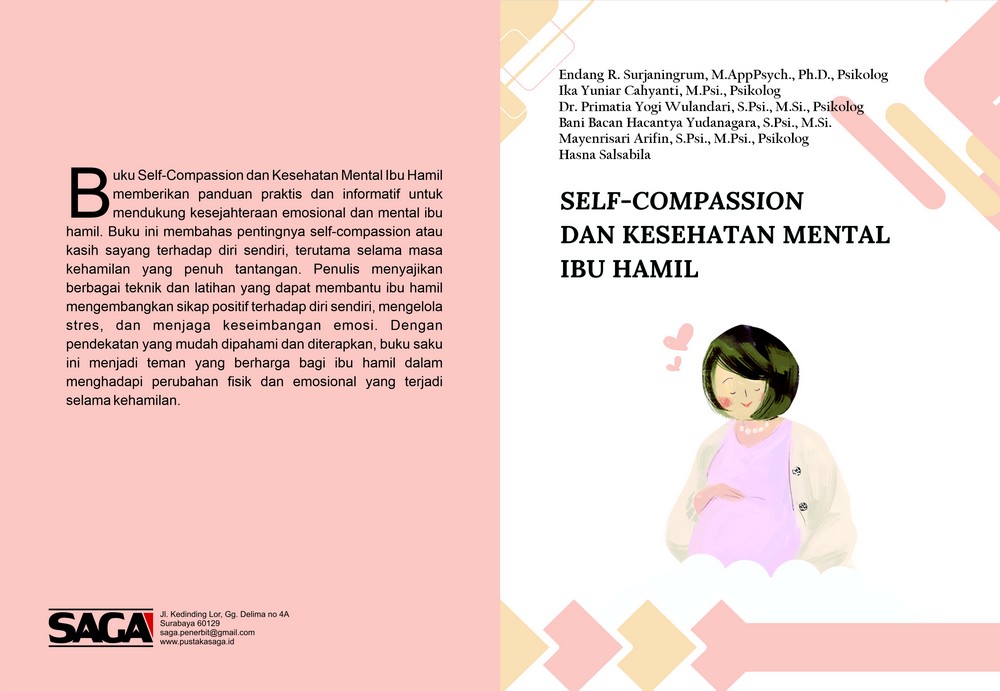 Buku Self-Compassion dan Kesehatan Mental Ibu Hamil
memberikan panduan praktis dan informatif untuk
mendukung kesejahteraan emosional dan mental ibu
hamil. Buku ini membahas pentingnya self-compassion atau
kasih sayang terhadap diri sendiri, terutama selama masa
kehamilan yang penuh tantangan. Penulis menyajikan
berbagai teknik dan latihan yang dapat membantu ibu hamil
mengembangkan sikap positif terhadap diri sendiri, mengelola
stres, dan menjaga keseimbangan emosi. Dengan
pendekatan yang mudah dipahami dan diterapkan, buku saku
ini menjadi teman yang berharga bagi ibu hamil dalam
menghadapi perubahan fisik dan emosional yang terjadi
selama kehamilan.
SAGA
Jl. Kedinding Lor, Gg. Delima no 4A
Surabaya 60129
saga.penerbit@gmail.com
www.pustakasaga.id
Endang R. Surjaningrum, M.AppPsych., Ph.D., Psikolog
Ika Yuniar Cahyanti, M.Psi., Psikolog
Dr. Primatia Yogi Wulandari, S.Psi., M.Si., Psikolog
Bani Bacan Hacantya Yudanagara, S.Psi., M.Si.
Mayenrisari Arifin, S.Psi., M.Psi., Psikolog
Hasna Salsabila
SELF-COMPASSION
DAN KESEHATAN MENTAL
IBU HAMIL